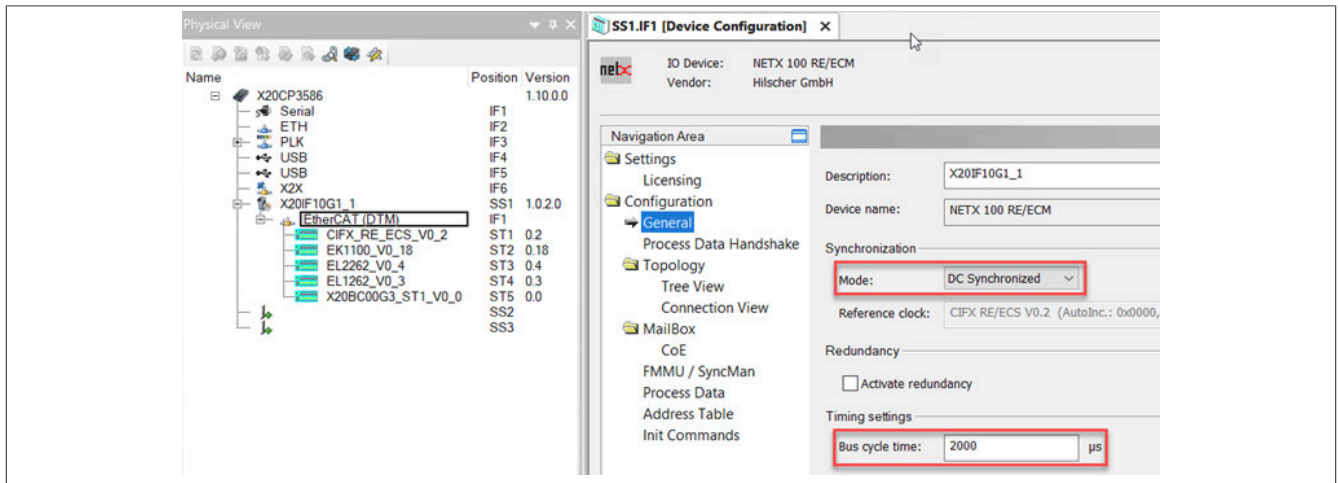 Physical View
Name Position Version
X20CP3586 1.10.0.0
Serial IF1
ETH IF2
PLK IF3
USB IF4
USB IF5
X2X IF6
X20IF10G1_1 SS1 1.0.2.0
EtherCAT (DTM) IF1
CIFX_RE_ECS_V0_2 ST1 0.2
EK1100_V0_18 ST2 0.18
EL2262_V0_4 ST3 0.4
EL1262_V0_3 ST4 0.3
X20BC00G3_ST1_V0_0 ST5 0.0
SS2
SS3
SS1.IF1 [Device Configuration] X
netx
IO Device: NETX 100 RE/ECM
Vendor: Hilscher GmbH
Navigation Area
Settings
Licensing
Configuration
General
Process Data Handshake
Topology
Tree View
Connection View
MailBox
CoE
FMMU / SyncMan
Process Data
Address Table
Init Commands
Description: X20IF10G1_1
Device name: NETX 100 RE/ECM
Synchronization
Mode: DC Synchronized
Reference clock: CIFX RE/ECS V0.2 (AutoInc.: 0x0000,
Redundancy
Activate redundancy
Timing settings
Bus cycle time: 2000 µs